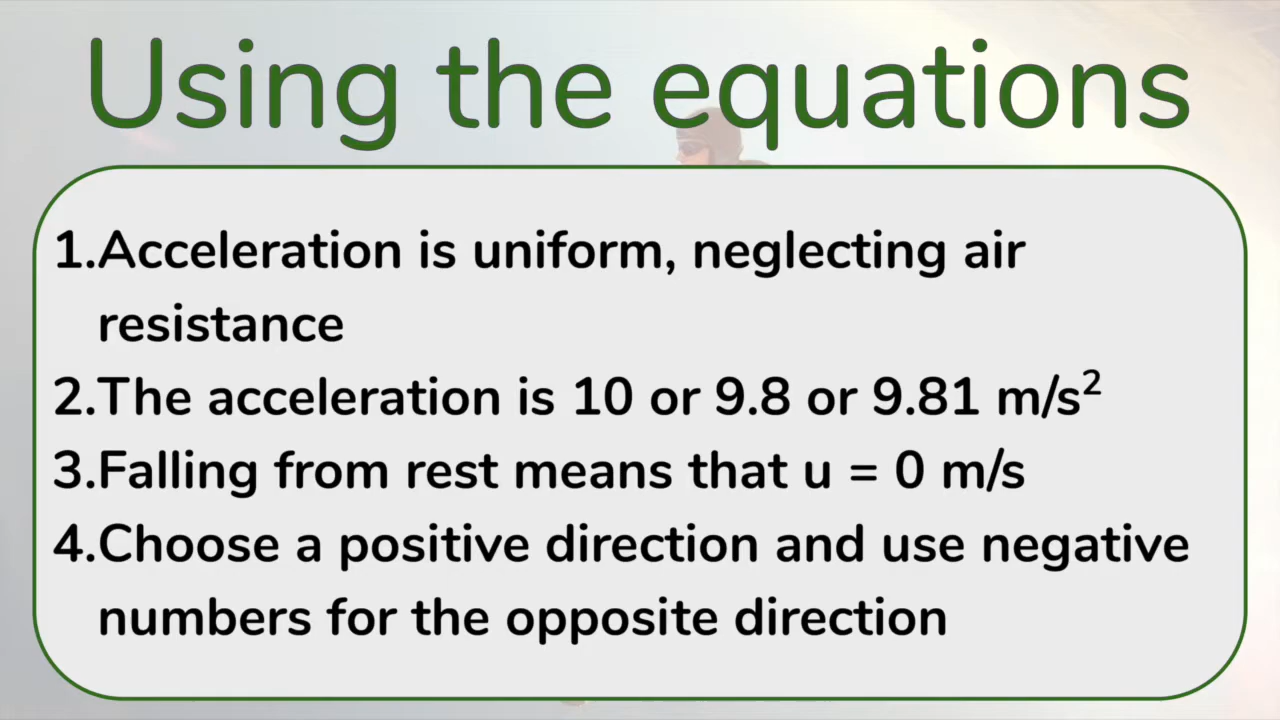 Using the equations
1.Acceleration is uniform, neglecting air
resistance
2.The acceleration is 10 or 9.8 or 9.81 m/s²
3.Falling from rest means that u = 0 m/s
4.Choose a positive direction and use negative
numbers for the opposite direction